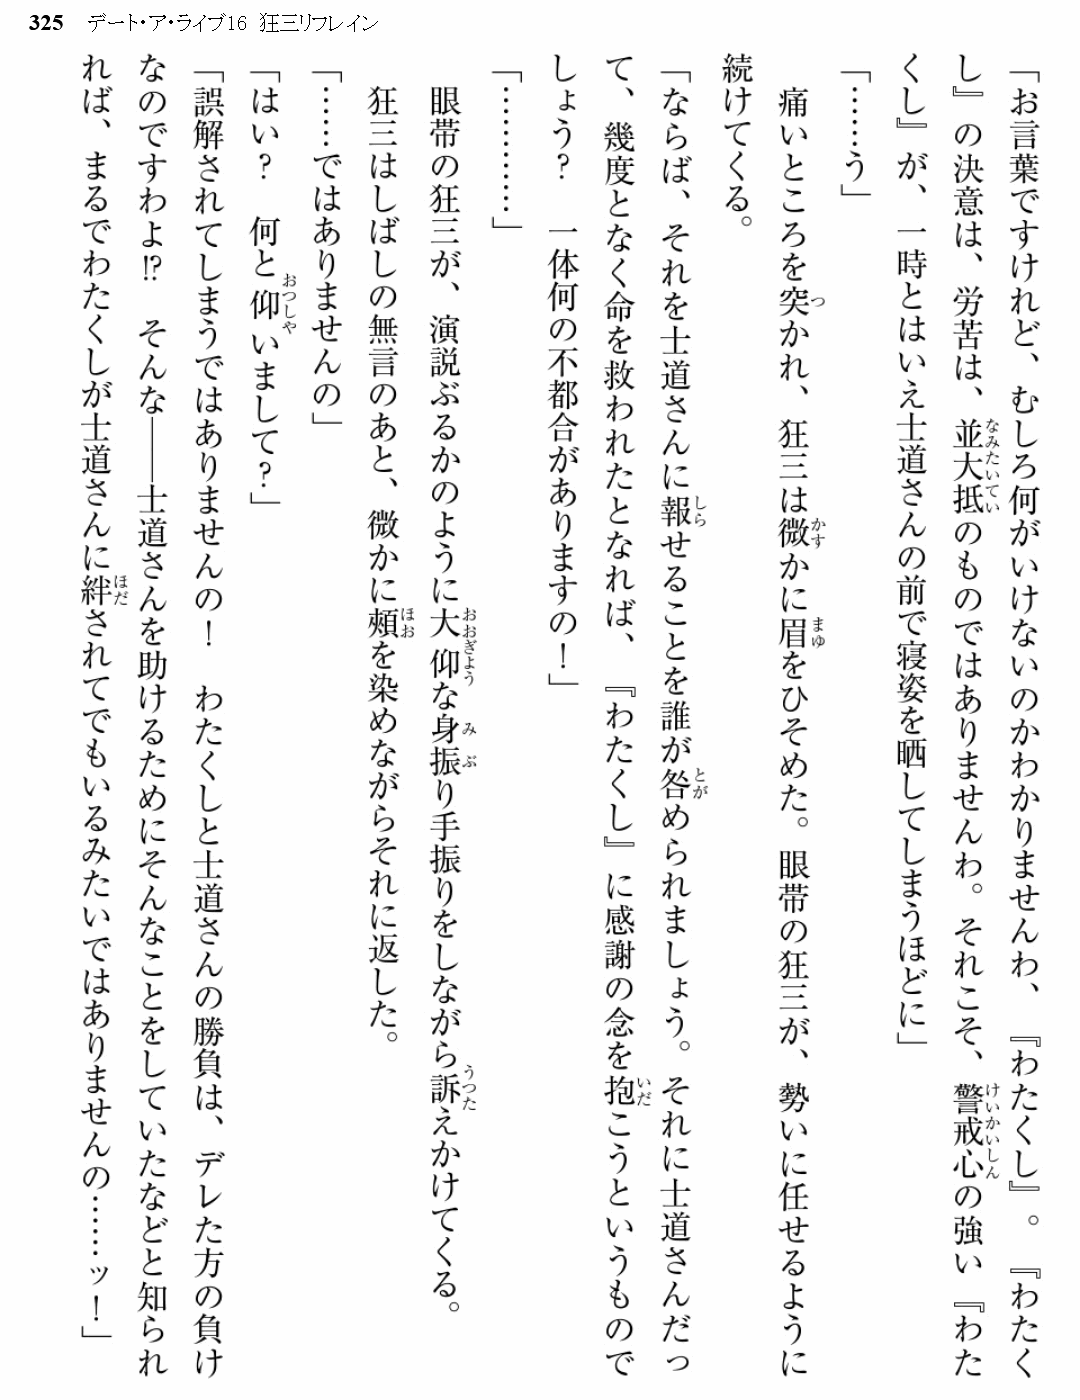 325 デート・ア・ライブ16 狂三リフレイン
「お言葉ですけれど、むしろ何がいけないのかわかりませんわ、『わたくし』。『わたく
し』の決意は、労苦は、並大抵のものではありませんわ。それこそ、警戒心の強い『わた
くし』が、一時とはいえ士道さんの前で寝姿を晒してしまうほどに」
「……う」
痛いところを突かれ、狂三は微かに眉をひそめた。眼帯の狂三が、勢いに任せるように
続けてくる。
「ならば、それを士道さんに報せることを誰が咎められましょう。それに士道さんだっ
て、幾度となく命を救われたとなれば、『わたくし』に感謝の念を抱こうというもので
しょう？　一体何の不都合がありますの！」
「…………」
眼帯の狂三が、演説ぶるかのように大仰な身振り手振りをしながら訴えかけてくる。
狂三はしばしの無言のあと、微かに頰を染めながらそれに返した。
「……ではありませんの」
「はい？　何と仰いまして？」
「誤解されてしまうではありませんの！　わたくしと士道さんの勝負は、デレた方の負け
なのですわよ⁉　そんな――士道さんを助けるためにそんなことをしていたなどと知られ
れば、まるでわたくしが士道さんに絆されてでもいるみたいではありませんの……ッ！」